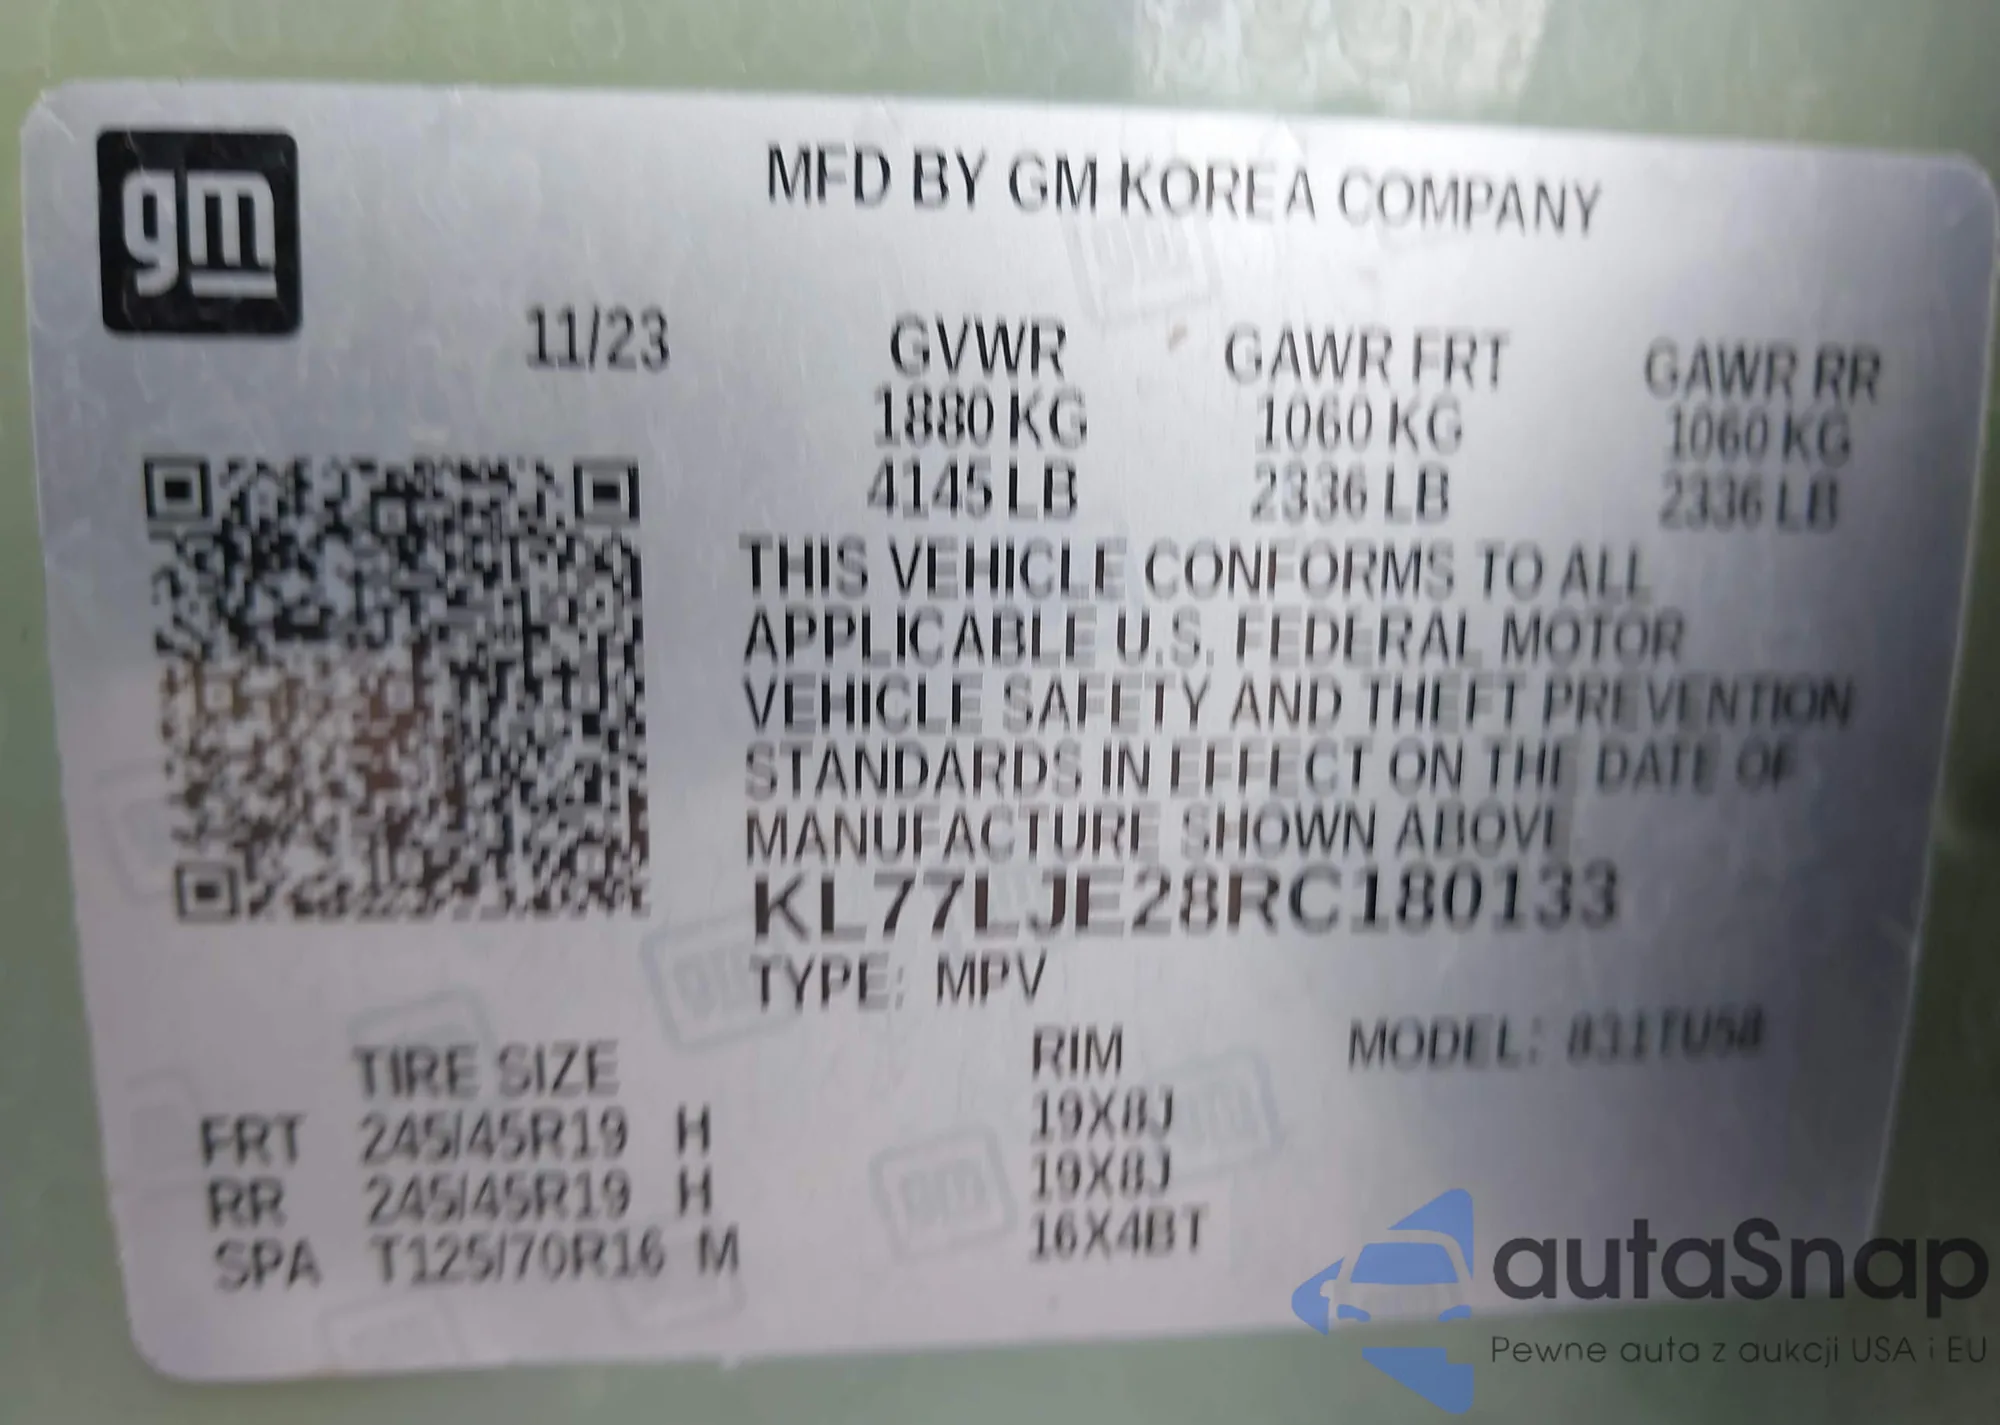 gm
MFD BY GM KOREA COMPANY
11/23
GVWR GAWR FRT GAWR RR
1880 KG 1060 KG 1060 KG
4145 LB 2336 LB 2336 LB
THIS VEHICLE CONFORMS TO ALL
APPLICABLE U.S. FEDERAL MOTOR
VEHICLE SAFETY AND THEFT PREVENTION
STANDARDS IN EFFECT ON THE DATE OF
MANUFACTURE SHOWN ABOVE
KL77LJE28RC180133
TYPE: MPV
MODEL: 831TU58
TIRE SIZE RIM
FRT 245/45R19 H 19X8J
RR 245/45R19 H 19X8J
SPA T125/70R16 M 16X4BT
autaSnap
Pewne auta z aukcji USA i EU